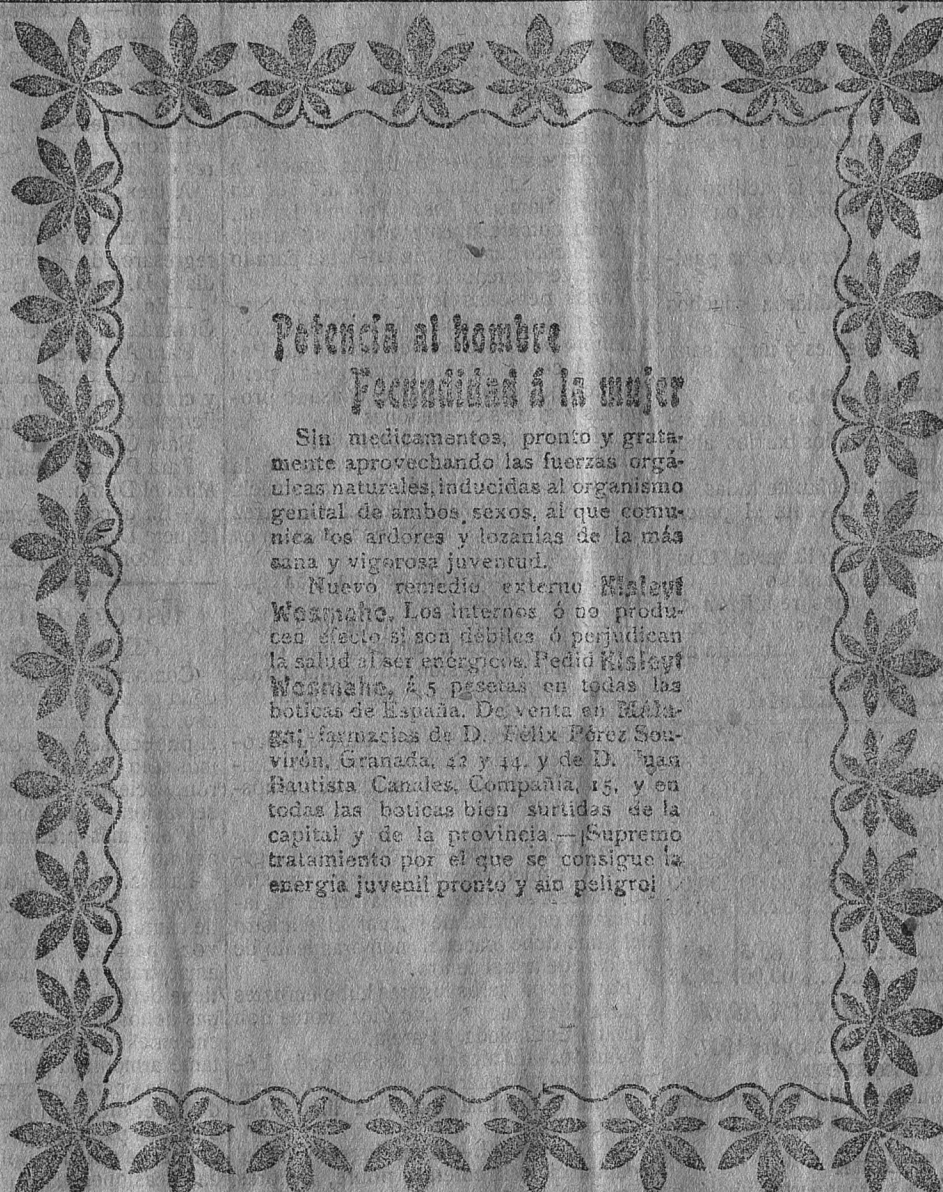 Potencia al hombre
Fecundidad á la mujer
Sin medicamentos, pronto y grata-
mente aprovechando las fuerzas orgá-
nicas naturales, inducidas al organismo
genital de ambos sexos, al que comu-
nica los ardores y lozanías de la más
sana y vigorosa juventud.
Nuevo remedio externo Kisleyt
Wosmaho. Los internos ó no produ-
cen efecto si son débiles ó perjudican
la salud al ser enérgicos. Pedid Kisleyt
Wosmaho, á 5 pesetas en todas las
boticas de España. De venta en Mála-
ga; farmacias de D. Félix Pérez Sou-
virón, Granada, 42 y 44, y de D. Juan
Bautista Canales, Compañia, 15, y en
todas las boticas bien surtidas de la
capital y de la provincia.—¡Supremo
tratamiento por el que se consigue la
energía juvenil pronto y sin peligro!